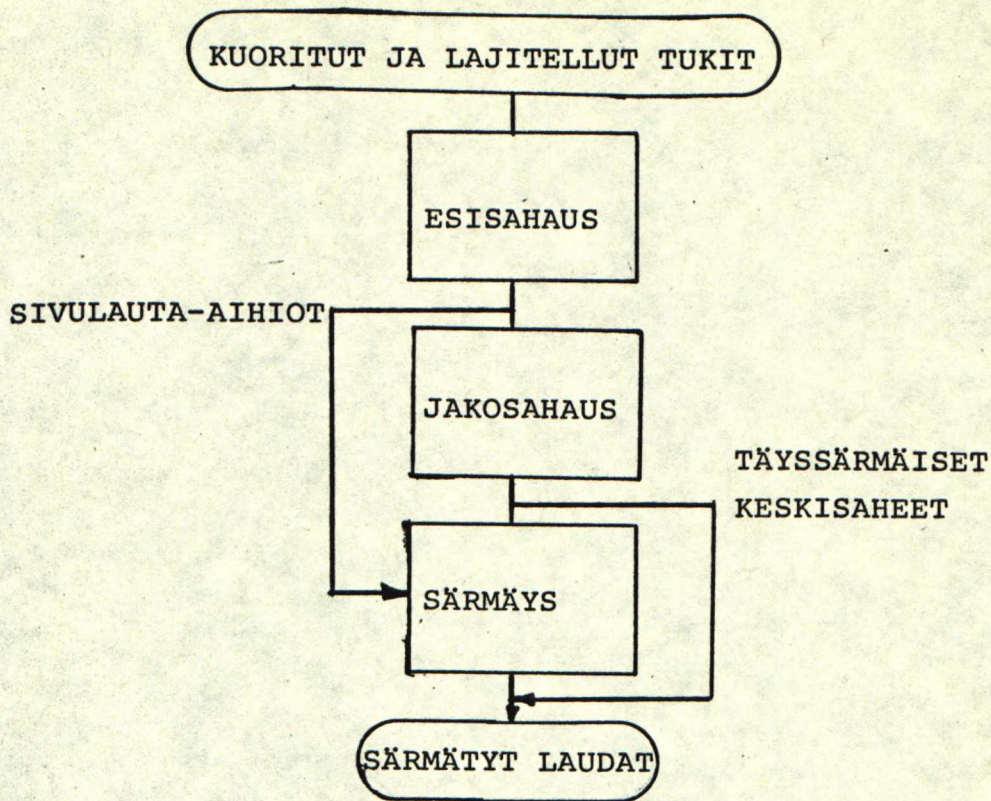 KUORITUT JA LAJITELLUT TUKIT
ESISAHAUS
SIVULAUTA-AIHIOT
JAKOSAHAUS
TÄYSSÄRMÄISET
KESKISAHEET
SÄRMÄYS
SÄRMÄTYT LAUDAT